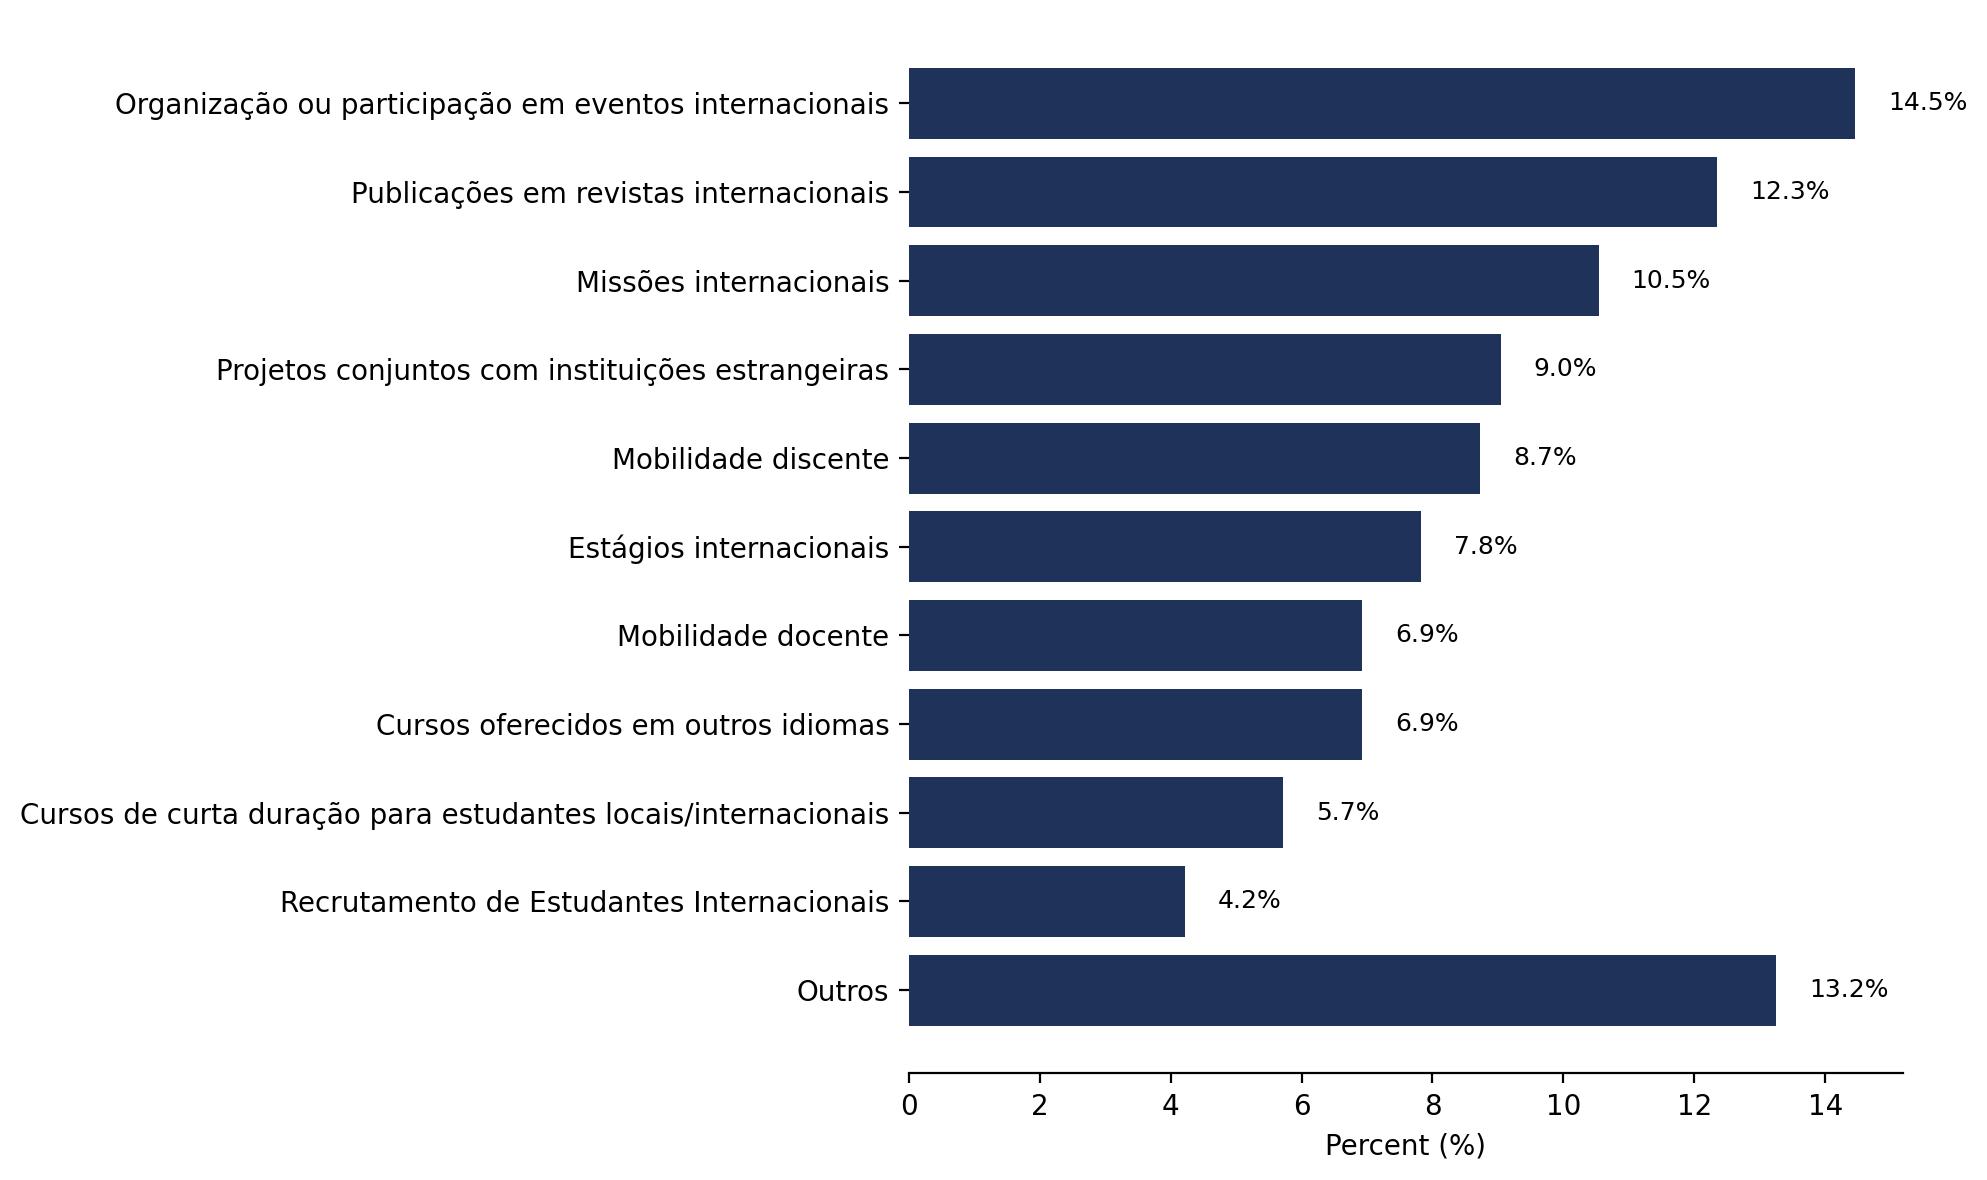 Organização ou participação em eventos internacionais 14.5%
Publicações em revistas internacionais 12.3%
Missões internacionais 10.5%
Projetos conjuntos com instituições estrangeiras 9.0%
Mobilidade discente 8.7%
Estágios internacionais 7.8%
Mobilidade docente 6.9%
Cursos oferecidos em outros idiomas 6.9%
Cursos de curta duração para estudantes locais/internacionais 5.7%
Recrutamento de Estudantes Internacionais 4.2%
Outros 13.2%
0 2 4 6 8 10 12 14
Percent (%)